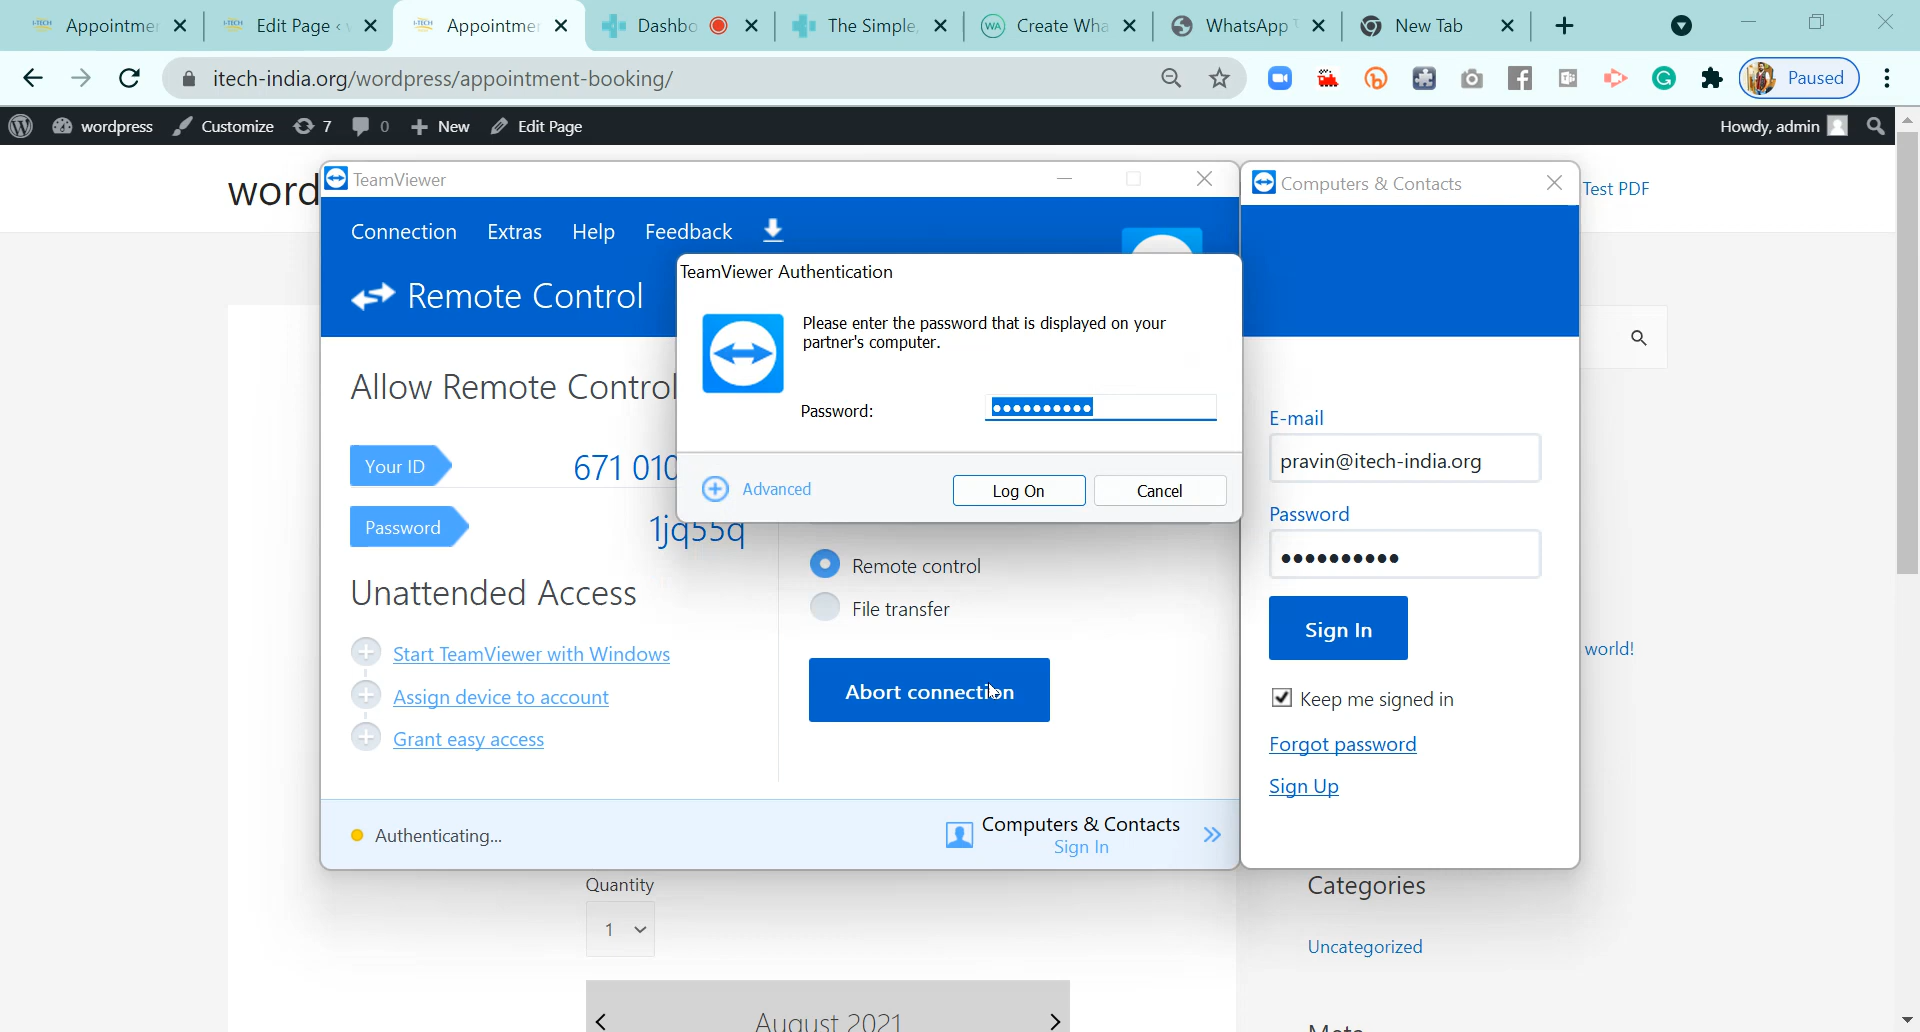 Appointmer
Edit Page ‹
Appointmer
Dashbo
The Simple,
Create Wha
WhatsApp
New Tab
itech-india.org/wordpress/appointment-booking/
Paused
wordpress
Customize
7
0
New
Edit Page
Howdy, admin
word
Test PDF
TeamViewer
Computers & Contacts
Connection
Extras
Help
Feedback
Remote Control
TeamViewer Authentication
Please enter the password that is displayed on your
partner's computer.
Password:
Advanced
Log On
Cancel
Allow Remote Control
Your ID
671 010
Password
1jq55q
Unattended Access
Start TeamViewer with Windows
Assign device to account
Grant easy access
Remote control
File transfer
Abort connection
Authenticating...
Computers & Contacts
Sign In
E-mail
pravin@itech-india.org
Password
Sign In
Keep me signed in
Forgot password
Sign Up
world!
Quantity
1
August 2021
Categories
Uncategorized
Meta